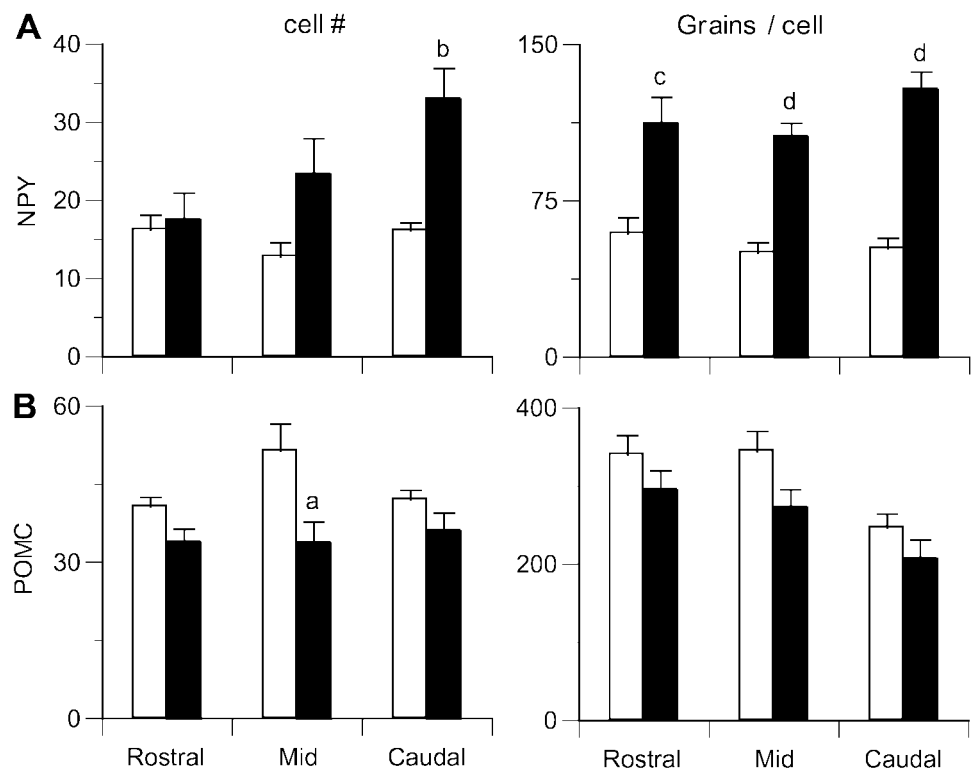 A
cell #
Grains / cell
NPY
40
30
20
10
0
b
150
75
0
c
d
d
B
POMC
60
30
0
a
400
200
0
Rostral
Mid
Caudal
Rostral
Mid
Caudal